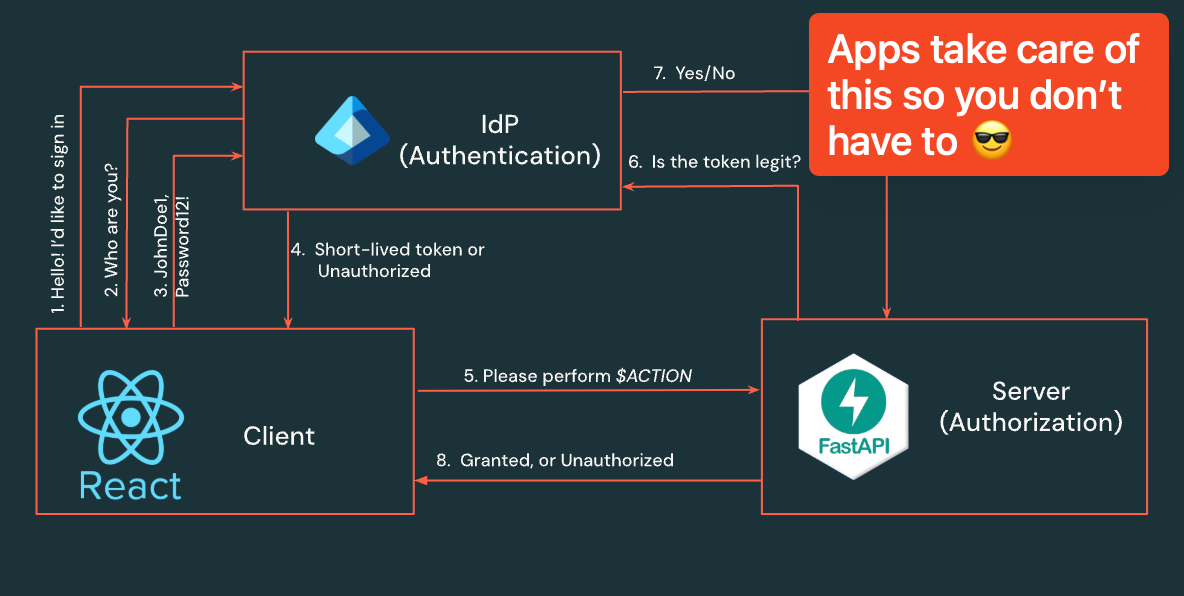 Apps take care of
this so you don't
have to 😎
7. Yes/No
IdP
(Authentication)
6. Is the token legit?
1. Hello! I'd like to sign in
2. Who are you?
3. JohnDoe1,
Password12!
4. Short-lived token or
Unauthorized
5. Please perform $ACTION
React
Client
FastAPI
Server
(Authorization)
8. Granted, or Unauthorized